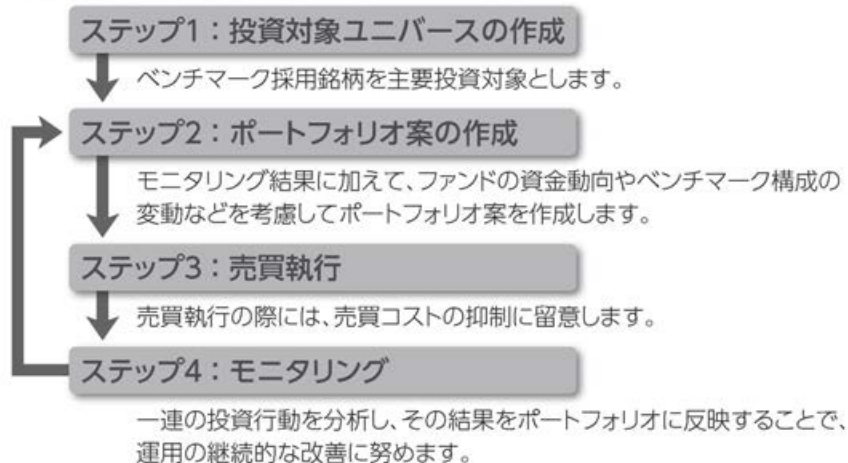 ステップ1：投資対象ユニバースの作成
ベンチマーク採用銘柄を主要投資対象とします。
ステップ2：ポートフォリオ案の作成
モニタリング結果に加えて、ファンドの資金動向やベンチマーク構成の
変動などを考慮してポートフォリオ案を作成します。
ステップ3：売買執行
売買執行の際には、売買コストの抑制に留意します。
ステップ4：モニタリング
一連の投資行動を分析し、その結果をポートフォリオに反映することで、
運用の継続的な改善に努めます。